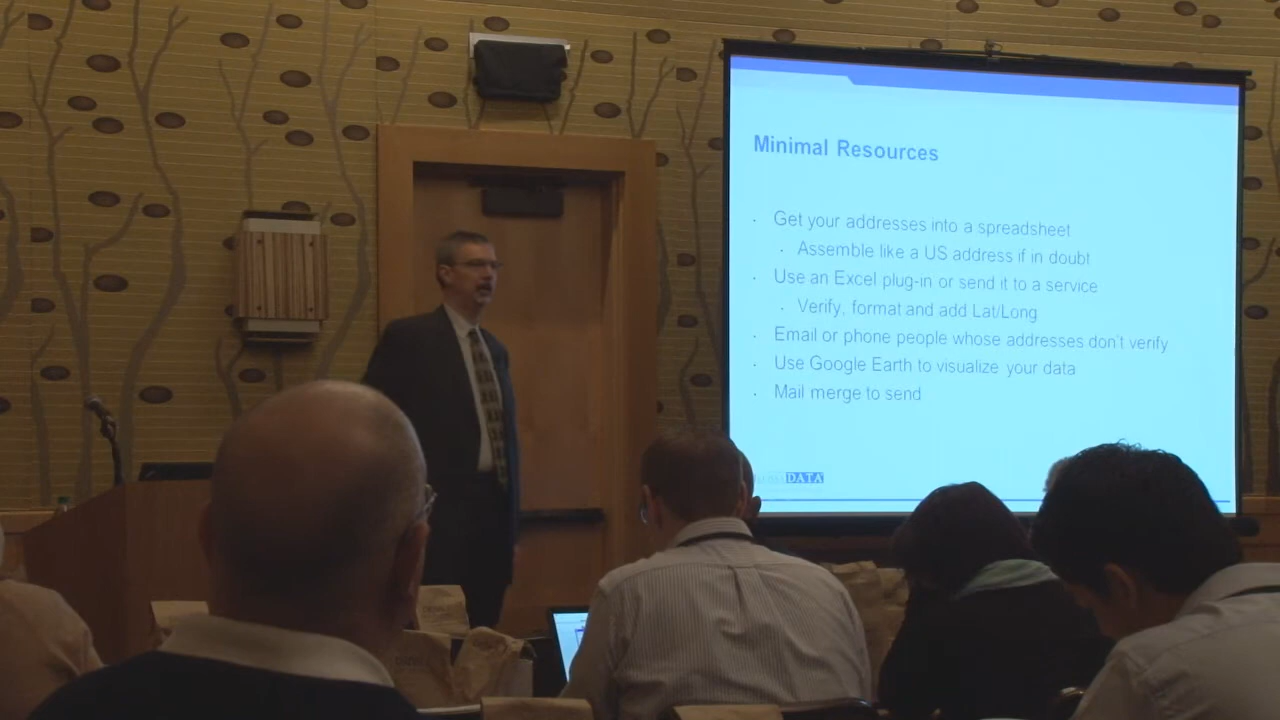 Minimal Resources
· Get your addresses into a spreadsheet
· Assemble like a US address if in doubt
· Use an Excel plug-in or send it to a service
· Verify, format and add Lat/Long
· Email or phone people whose addresses don't verify
· Use Google Earth to visualize your data
· Mail merge to send
DATA